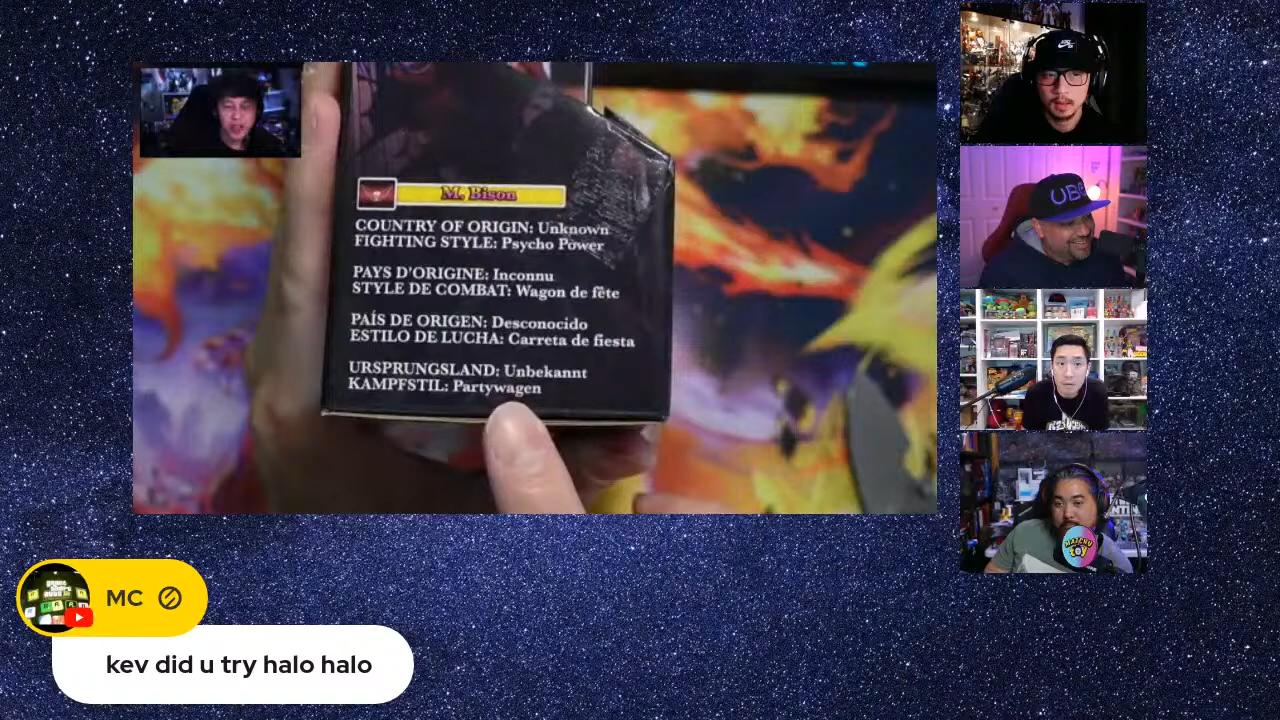 M. Bison
COUNTRY OF ORIGIN: Unknown
FIGHTING STYLE: Psycho Power
PAYS D'ORIGINE: Inconnu
STYLE DE COMBAT: Wagon de fête
PAÍS DE ORIGEN: Desconocido
ESTILO DE LUCHA: Carreta de fiesta
URSPRUNGSLAND: Unbekannt
KAMPFSTIL: Partywagen
MC
kev did u try halo halo